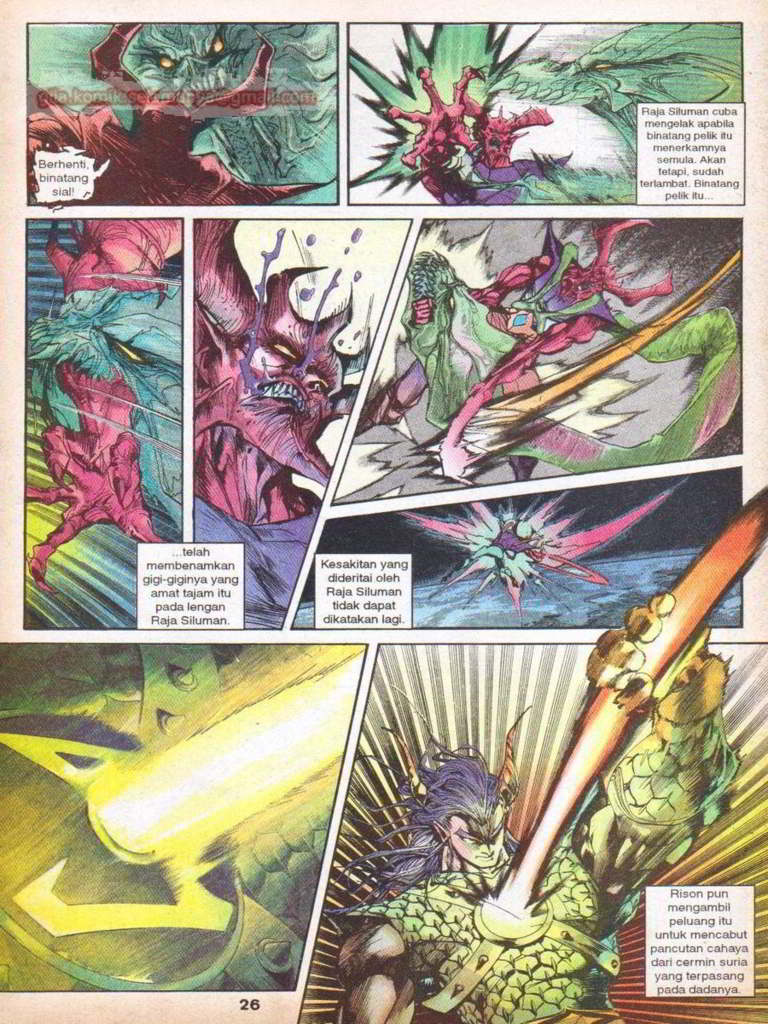 Berhenti,
binatang
sial!
Raja Siluman cuba
mengelak apabila
binatang pelik itu
menerkamnya
semula. Akan
tetapi, sudah
terlambat. Binatang
pelik itu...
...telah
membenamkan
gigi-giginya yang
amat tajam itu
pada lengan
Raja Siluman.
Kesakitan yang
dideritai oleh
Raja Siluman
tidak dapat
dikatakan lagi.
Rison pun
mengambil
peluang itu
untuk mencabut
pancutan cahaya
dari cermin suria
yang terpasang
pada dadanya.
26